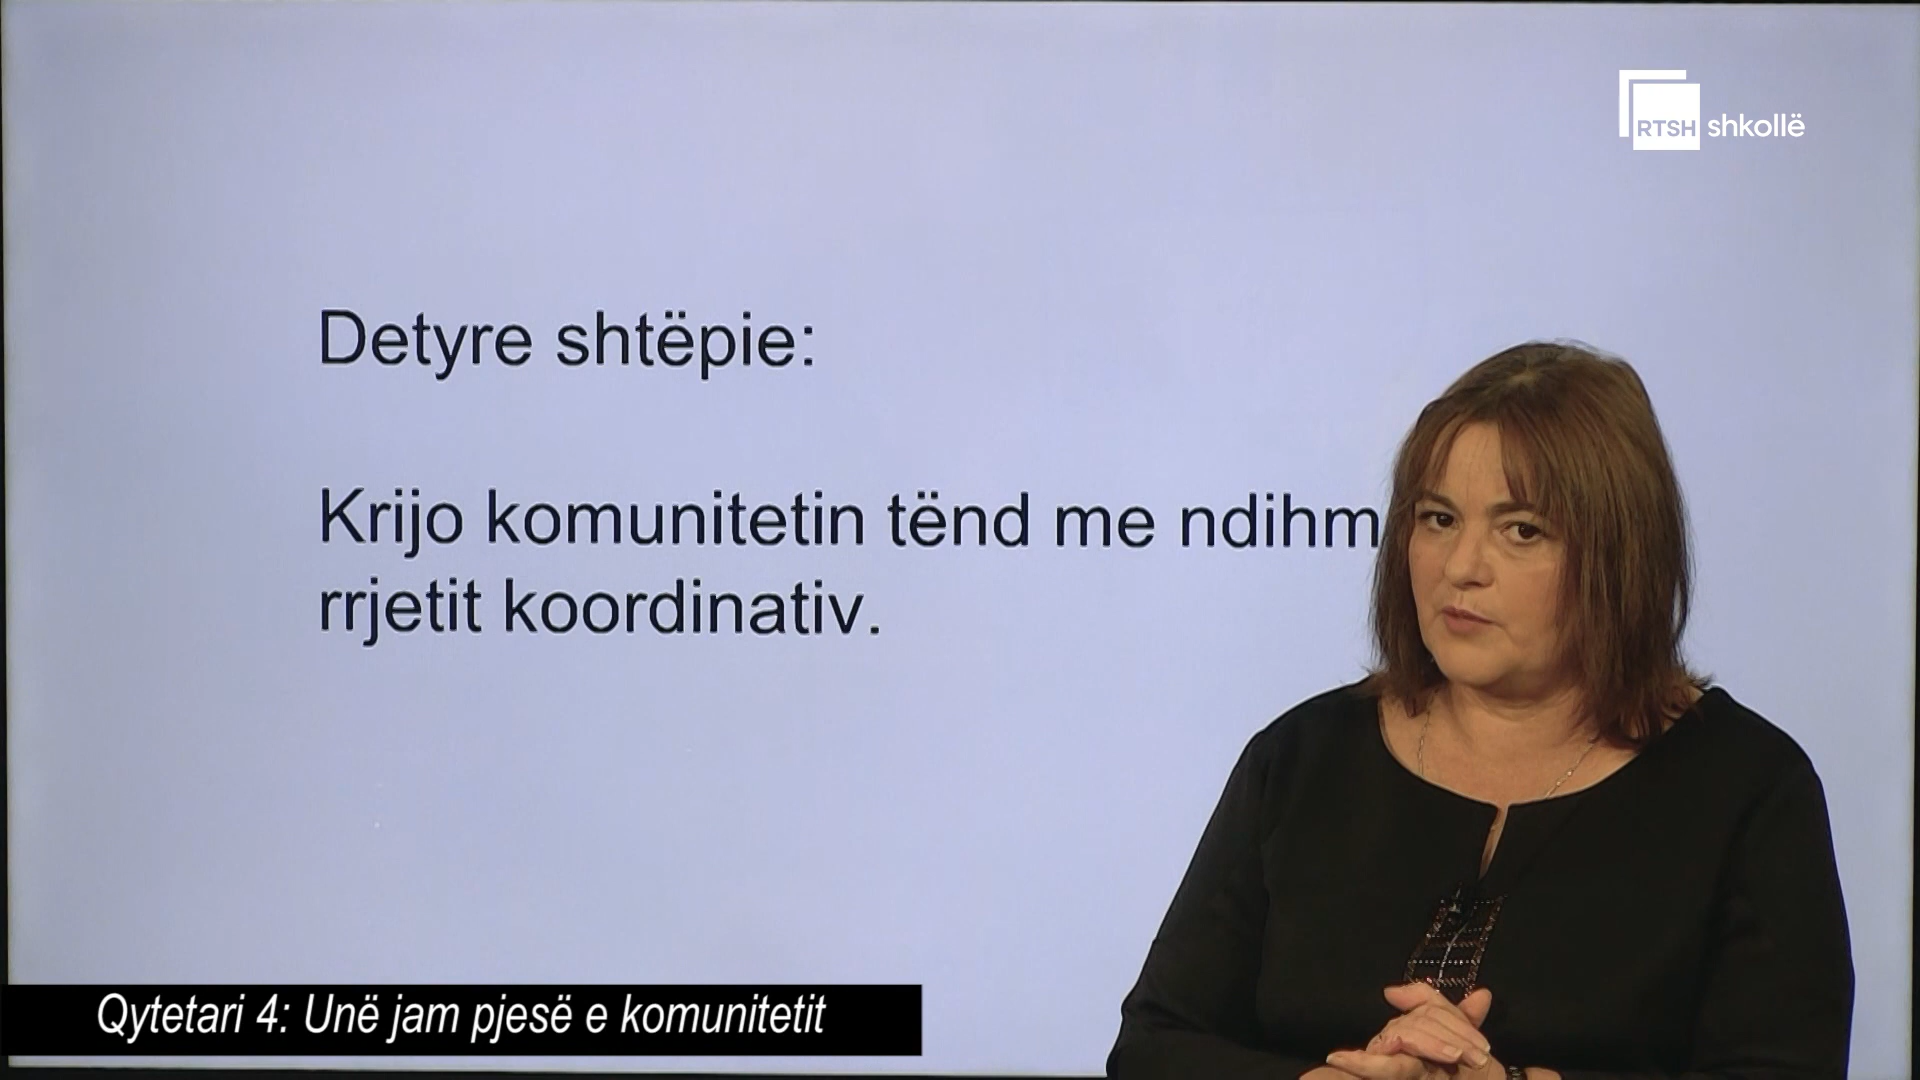 RTSH shkollë
Detyre shtëpie:
Krijo komunitetin tënd me ndihm
rrjetit koordinativ.
Qytetari 4: Unë jam pjesë e komunitetit